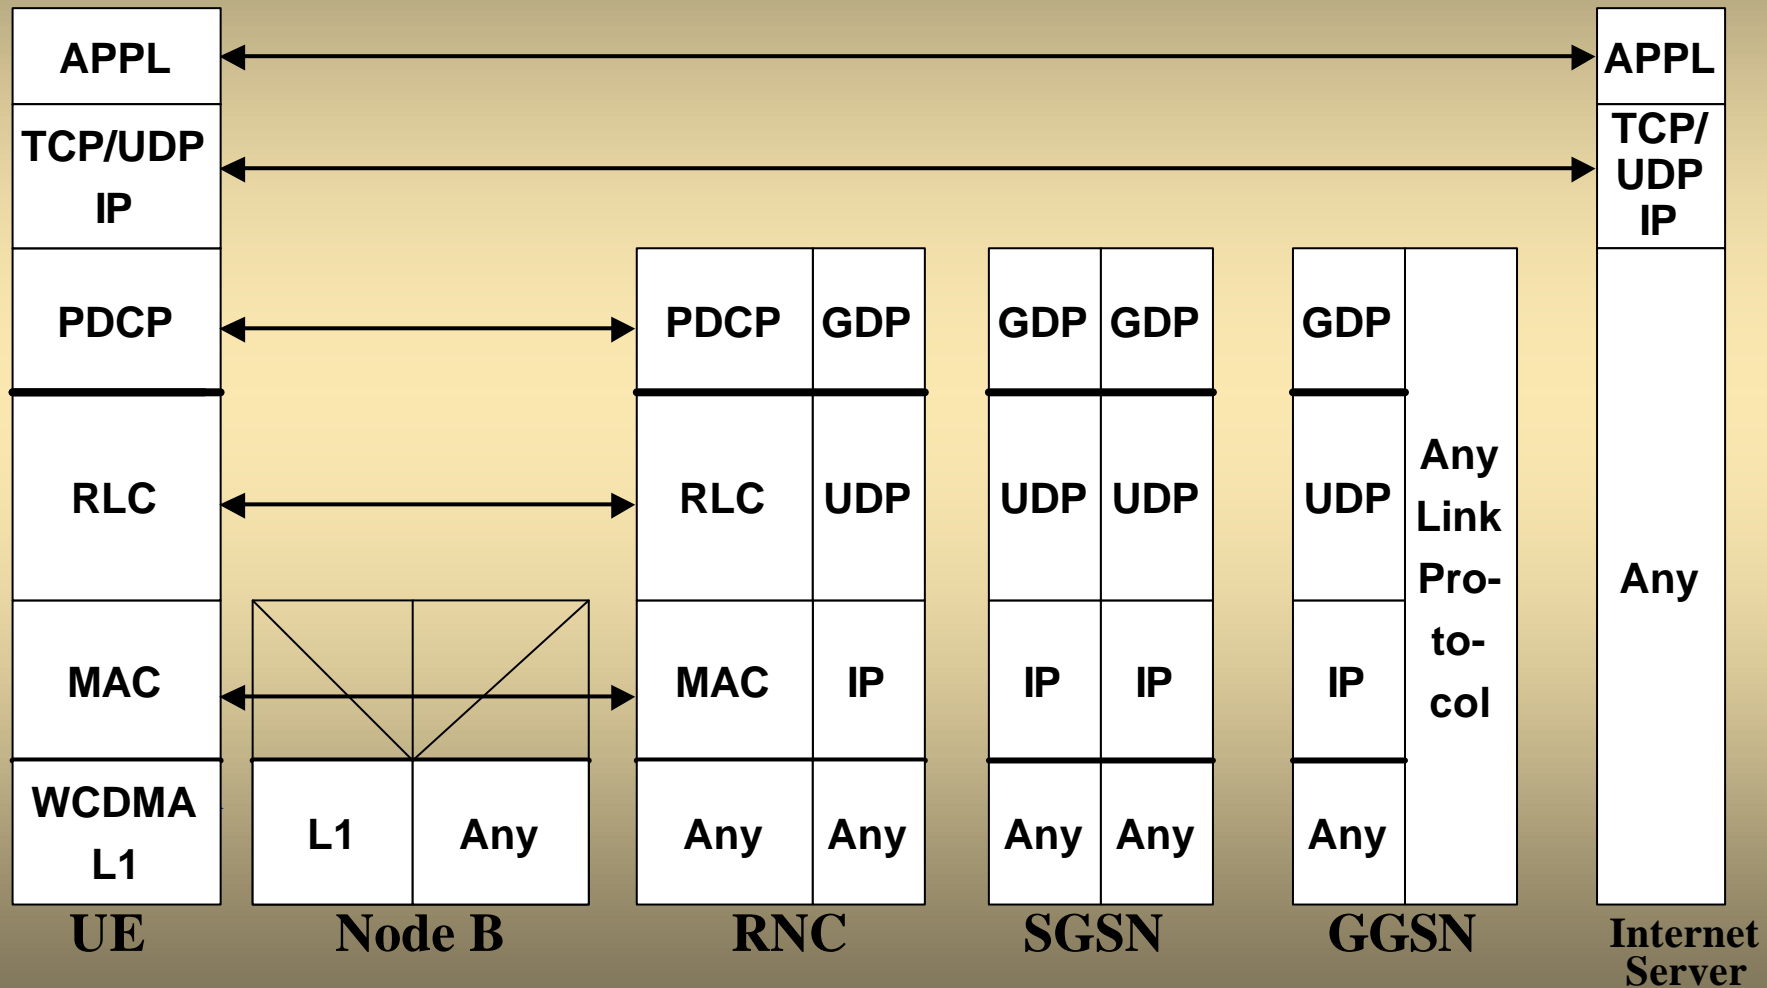 APPL
APPL
TCP/UDP
IP
TCP/
UDP
IP
PDCP
PDCP
GDP
GDP
GDP
GDP
RLC
RLC
UDP
UDP
UDP
UDP
Any
Link
Pro-
to-
col
Any
MAC
MAC
IP
IP
IP
IP
WCDMA
L1
L1
Any
Any
Any
Any
Any
Any
UE
Node B
RNC
SGSN
GGSN
Internet
Server